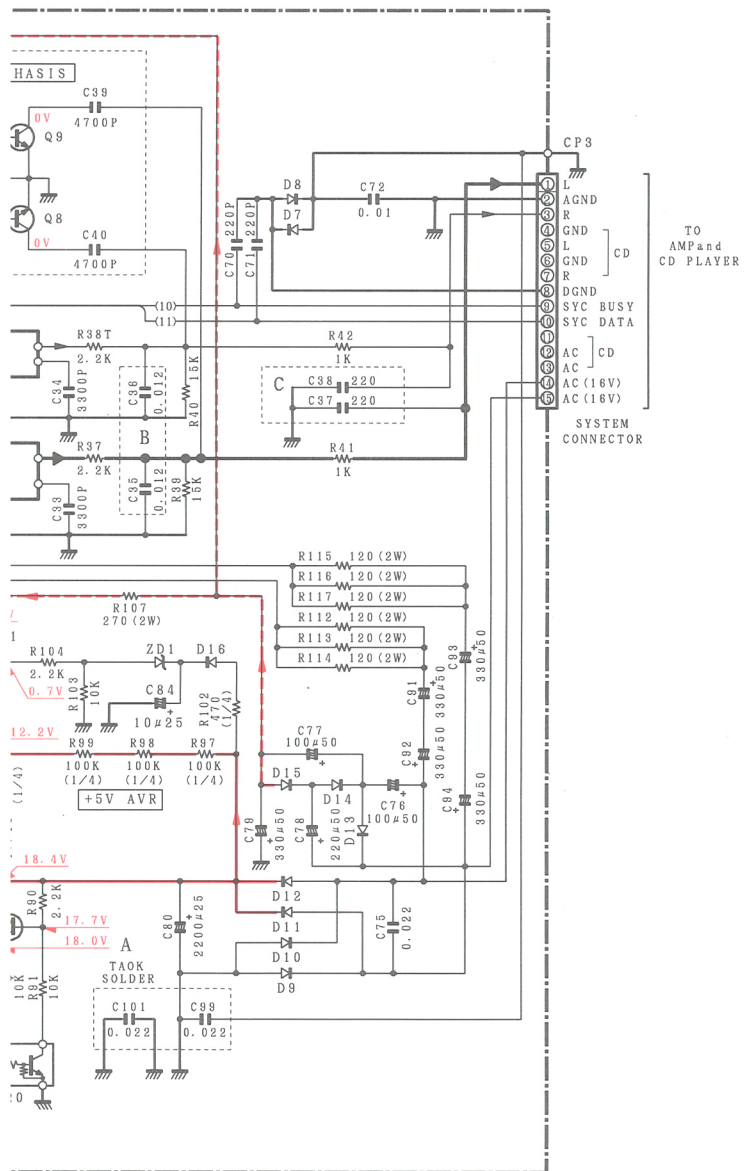 HASIS
C39
4700P
0V
Q9
Q8
0V
C40
4700P
D8
D7
C72
0.01
C70
220P
C71
220P
CP3
1 L
2 AGND
3 R
4 GND
5 L
6 GND
7 R
CD
8 DGND
9 SYC BUSY
10 SYC DATA
11
12 AC
13 AC
CD
14 AC(16V)
15 AC(16V)
TO
AMPand
CD PLAYER
SYSTEM
CONNECTOR
(10)
(11)
R38T
2.2K
C34
3300P
C36
0.012
R40
15K
R42
1K
C
C38 220
C37 220
B
R37
2.2K
C33
3300P
C35
0.012
R39
15K
R41
1K
R115 120(2W)
R116 120(2W)
R117 120(2W)
R112 120(2W)
R113 120(2W)
R114 120(2W)
R107
270(2W)
1
R104
2.2K
0.7V
R103
10K
ZD1
D16
C84
+
10μ25
R102
470
(1/4)
C91
+
330μ50
C93
+
330μ50
12.2V
R99
100K
(1/4)
R98
100K
(1/4)
R97
100K
(1/4)
(1/4)
+5V AVR
C77
100μ50
+
C92
+
330μ50
C94
+
330μ50
D15
D14
C76
+
100μ50
C79
+
330μ50
C78
+
220μ50
D13
18.4V
R90
2.2K
17.7V
18.0V
C80
+
2200μ25
D12
D11
D10
D9
C75
0.022
A
TAOK
SOLDER
10K
R91
10K
C101
0.022
C99
0.022
20